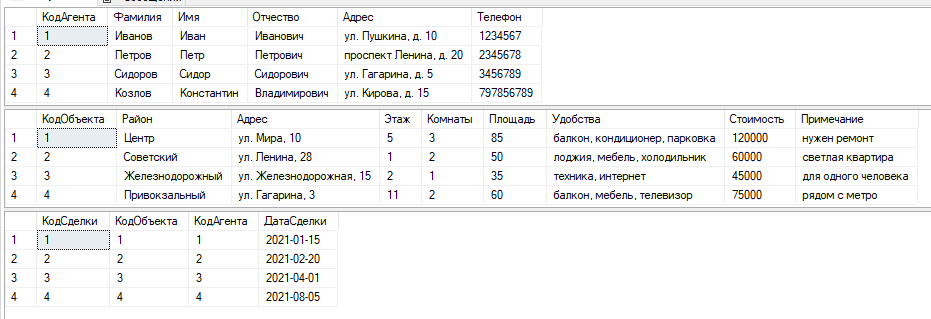 КодАгента Фамилия Имя Отчество Адрес Телефон
1 1 Иванов Иван Иванович ул. Пушкина, д. 10 1234567
2 2 Петров Петр Петрович проспект Ленина, д. 20 2345678
3 3 Сидоров Сидор Сидорович ул. Гагарина, д. 5 3456789
4 4 Козлов Константин Владимирович ул. Кирова, д. 15 797856789
КодОбъекта Район Адрес Этаж Комнаты Площадь Удобства Стоимость Примечание
1 1 Центр ул. Мира, 10 5 3 85 балкон, кондиционер, парковка 120000 нужен ремонт
2 2 Советский ул. Ленина, 28 1 2 50 лоджия, мебель, холодильник 60000 светлая квартира
3 3 Железнодорожный ул. Железнодорожная, 15 2 1 35 техника, интернет 45000 для одного человека
4 4 Привокзальный ул. Гагарина, 3 11 2 60 балкон, мебель, телевизор 75000 рядом с метро
КодСделки КодОбъекта КодАгента ДатаСделки
1 1 1 1 2021-01-15
2 2 2 2 2021-02-20
3 3 3 3 2021-04-01
4 4 4 4 2021-08-05